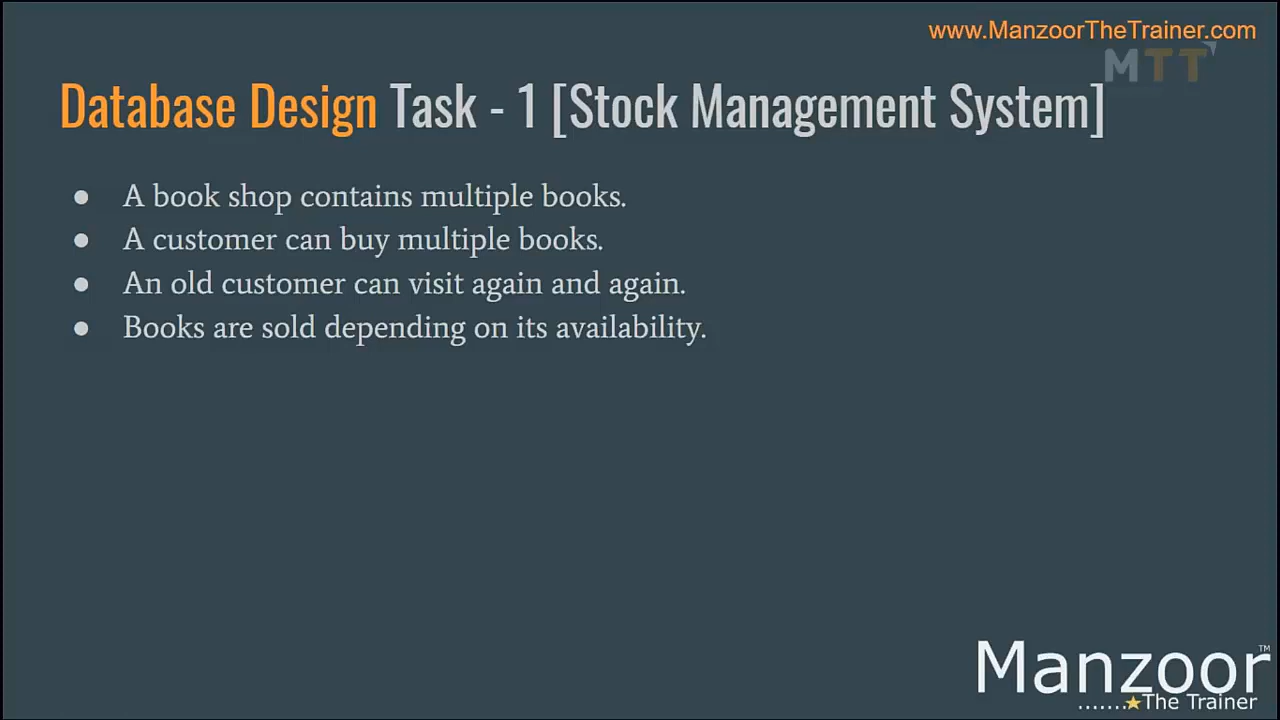 www.ManzoorTheTrainer.com
MTT
Database Design Task - 1 [Stock Management System]
● A book shop contains multiple books.
● A customer can buy multiple books.
● An old customer can visit again and again.
● Books are sold depending on its availability.
Manzoor™
.......★The Trainer